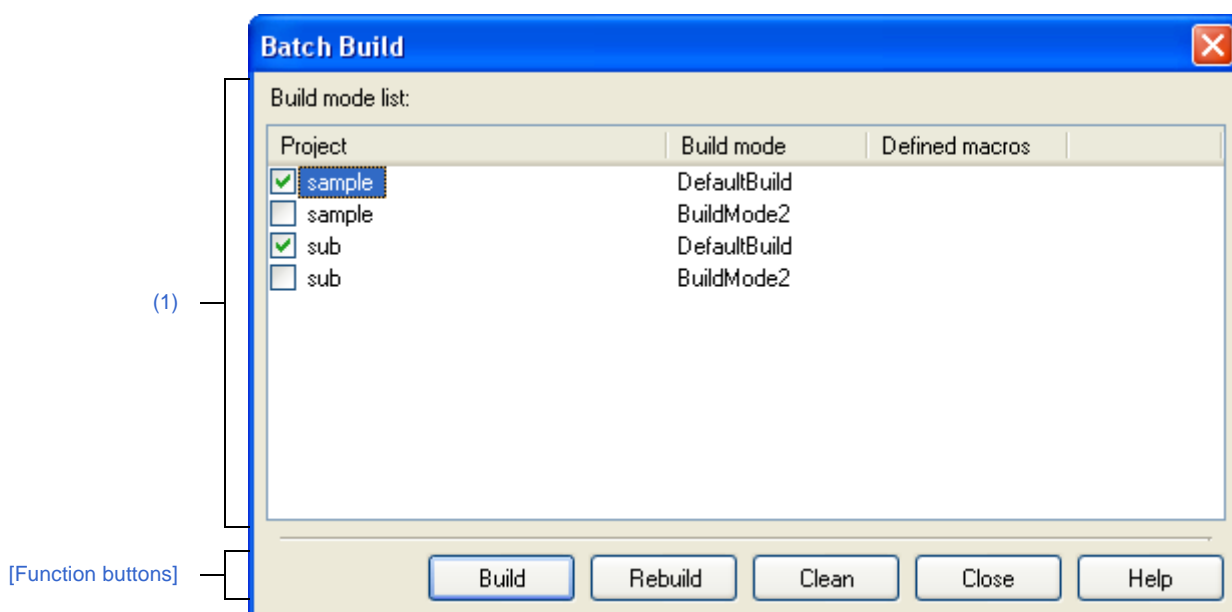 Batch Build
Build mode list:
Project Build mode Defined macros
sample DefaultBuild
sample BuildMode2
sub DefaultBuild
sub BuildMode2
(1)
[Function buttons] Build Rebuild Clean Close Help